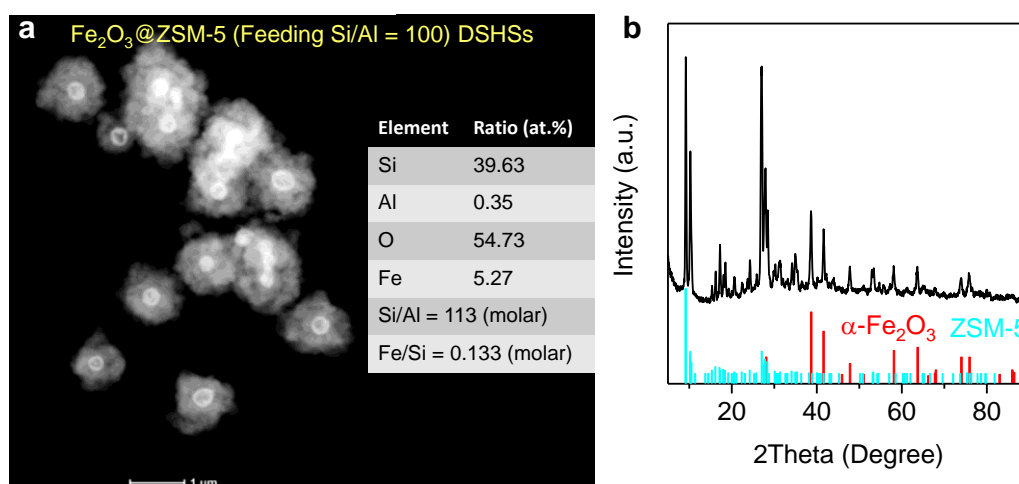 a
Fe₂O₃@ZSM-5 (Feeding Si/Al = 100) DSHSs
Element Ratio (at.%)
Si 39.63
Al 0.35
O 54.73
Fe 5.27
Si/Al = 113 (molar)
Fe/Si = 0.133 (molar)
1 µm
b
Intensity (a.u.)
α-Fe₂O₃ ZSM-5
20 40 60 80
2Theta (Degree)